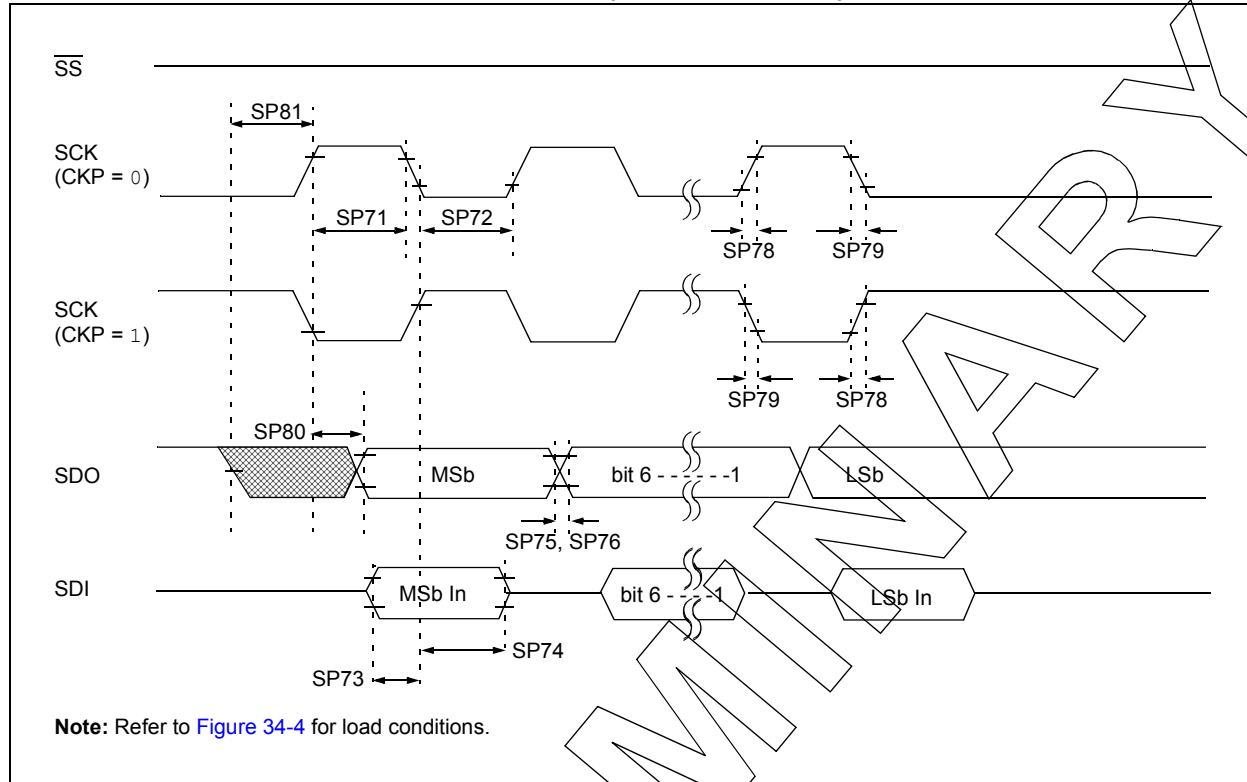 SS
SP81
SCK
(CKP = 0)
SP71 SP72
SP78 SP79
SCK
(CKP = 1)
SP79 SP78
SP80
SDO MSb bit 6 - - - - - -1 LSb
SP75, SP76
SDI MSb In bit 6 - - - - -1 LSb In
SP74
SP73
Note: Refer to Figure 34-4 for load conditions.
MINARY